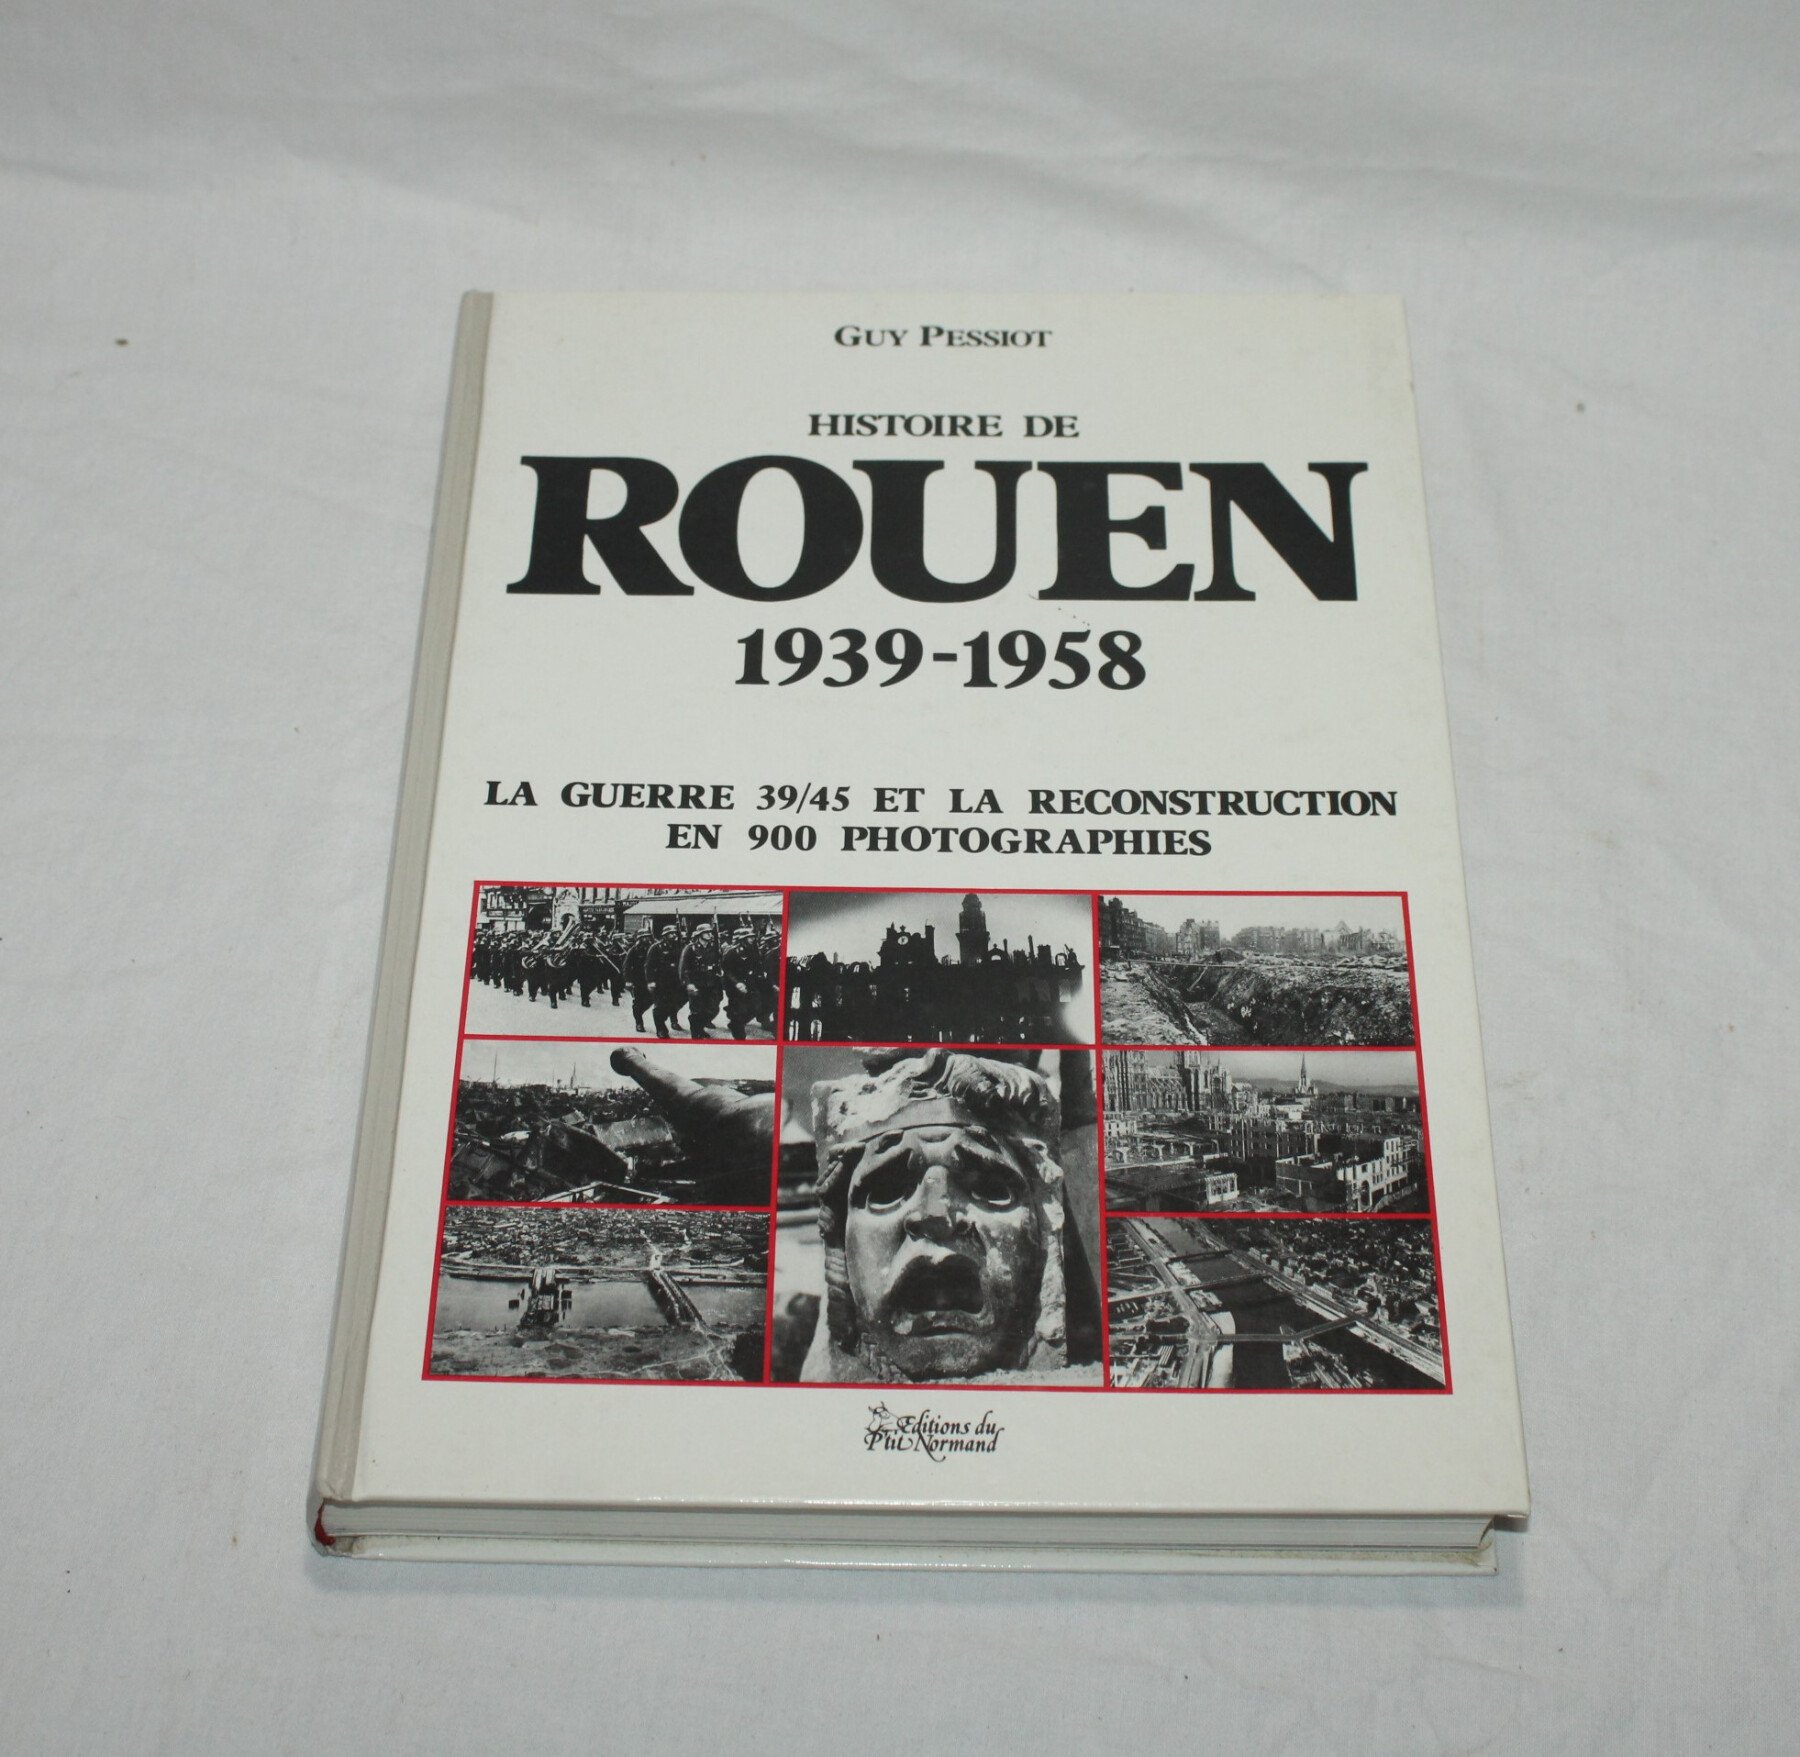 GUY PESSIOT
HISTOIRE DE
ROUEN
1939-1958
LA GUERRE 39/45 ET LA RECONSTRUCTION
EN 900 PHOTOGRAPHIES
Editions du
P'tit Normand